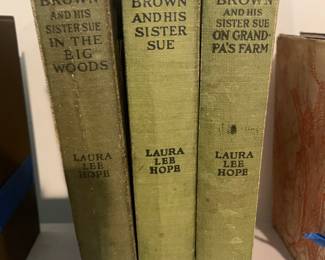 BROWN
AND HIS
SISTER SUE
IN THE
BIG
WOODS
LAURA
LEE
HOPE
BROWN
AND HIS
SISTER
SUE
LAURA
LEE
HOPE
BROWN
AND HIS
SISTER SUE
ON GRAND-
PA'S FARM
LAURA
LEE
HOPE